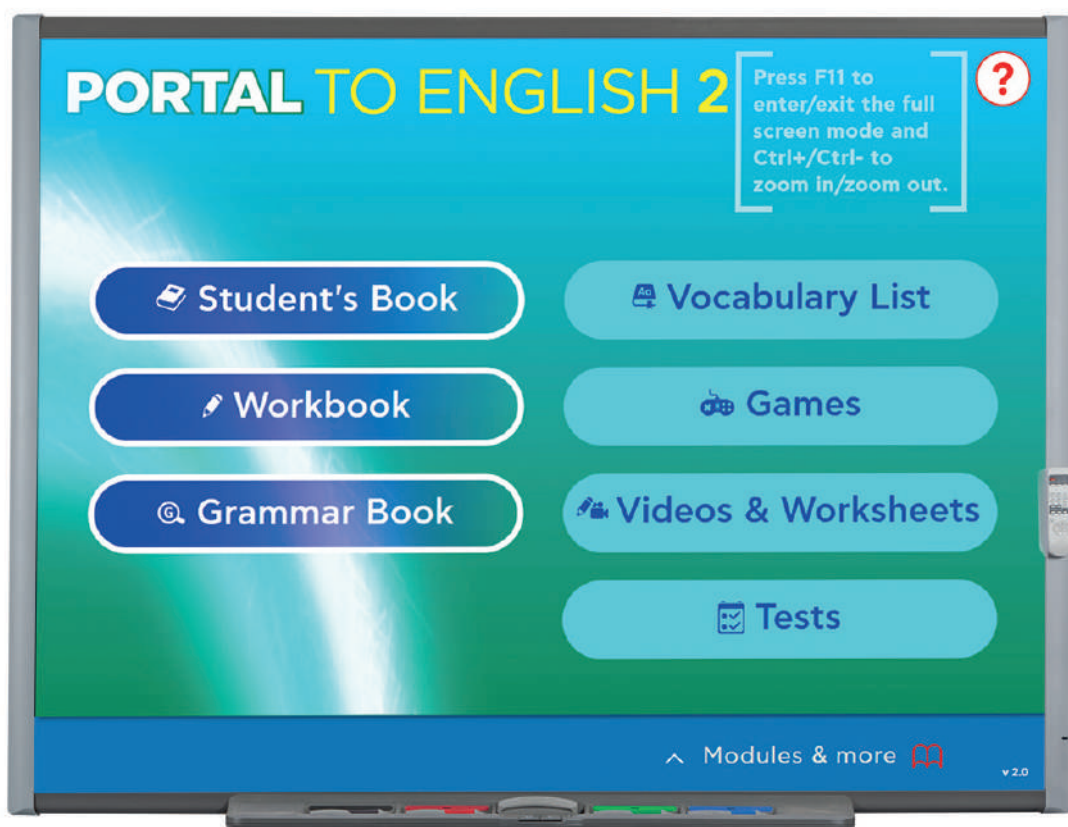 PORTAL TO ENGLISH 2
Press F11 to
enter/exit the full
screen mode and
Ctrl+/Ctrl- to
zoom in/zoom out.
?
Student's Book
Workbook
Grammar Book
Vocabulary List
Games
Videos & Worksheets
Tests
Modules & more
v 2.0